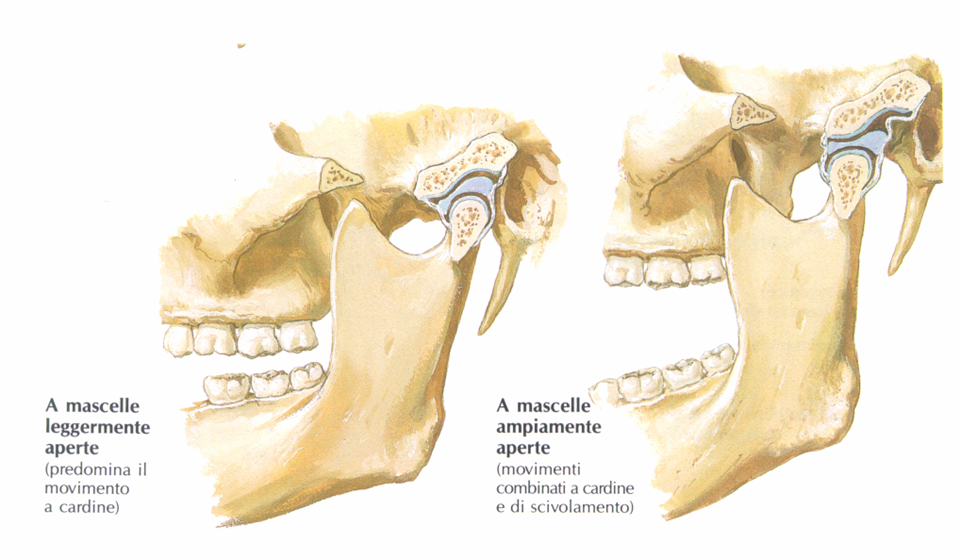 A mascelle
leggermente
aperte
(predomina il
movimento
a cardine)
A mascelle
ampiamente
aperte
(movimenti
combinati a cardine
e di scivolamento)